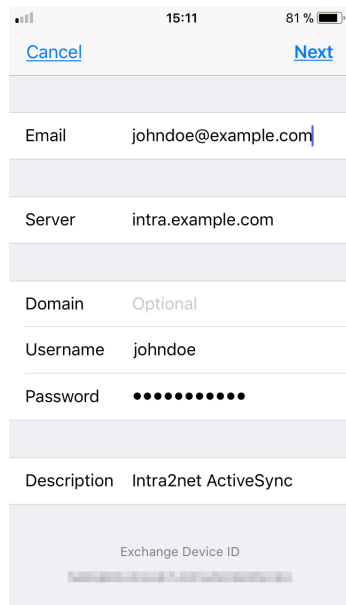 15:11 81 %
Cancel Next
Email johndoe@example.com
Server intra.example.com
Domain Optional
Username johndoe
Password ●●●●●●●●●●●
Description Intra2net ActiveSync
Exchange Device ID